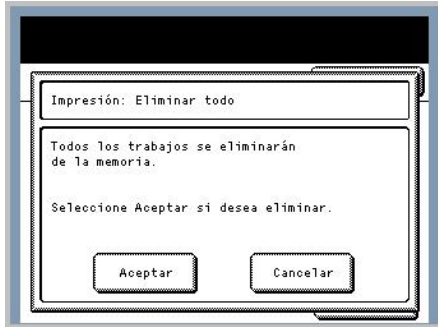 Impresión: Eliminar todo
Todos los trabajos se eliminarán
de la memoria.
Seleccione Aceptar si desea eliminar.
Aceptar
Cancelar